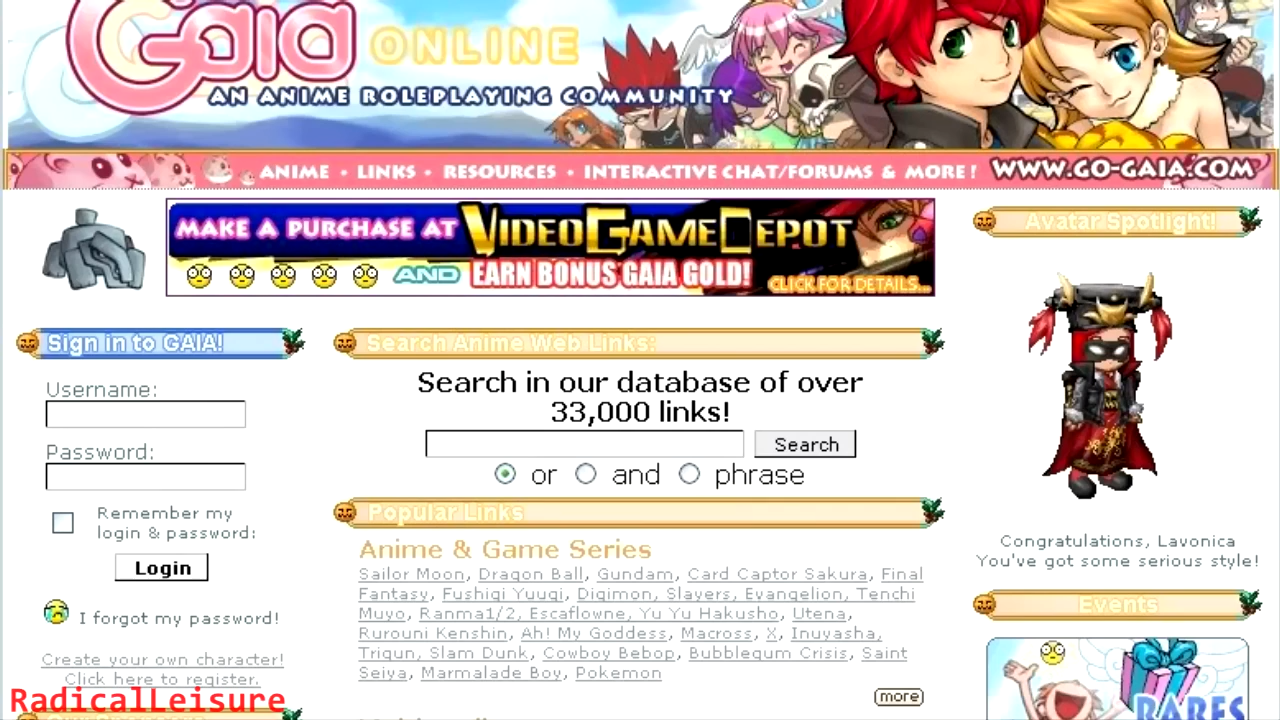 Gaia ONLINE
AN ANIME ROLEPLAYING COMMUNITY
ANIME • LINKS • RESOURCES • INTERACTIVE CHAT/FORUMS & MORE! WWW.GO-GAIA.COM
MAKE A PURCHASE AT VIDEOGAMEDEPOT
AND EARN BONUS GAIA GOLD!
CLICK FOR DETAILS...
Sign in to GAIA!
Username:
Password:
Remember my
login & password:
Login
I forgot my password!
Create your own character!
Click here to register.
Search Anime Web Links:
Search in our database of over
33,000 links!
Search
or and phrase
Popular Links
Anime & Game Series
Sailor Moon, Dragon Ball, Gundam, Card Captor Sakura, Final
Fantasy, Fushigi Yuugi, Digimon, Slayers, Evangelion, Tenchi
Muyo, Ranma1/2, Escaflowne, Yu Yu Hakusho, Utena,
Rurouni Kenshin, Ah! My Goddess, Macross, X, Inuyasha,
Trigun, Slam Dunk, Cowboy Bebop, Bubblegum Crisis, Saint
Seiya, Marmalade Boy, Pokemon
more
Avatar Spotlight!
Congratulations, Lavonica
You've got some serious style!
Events
RARES
RadicalLeisure